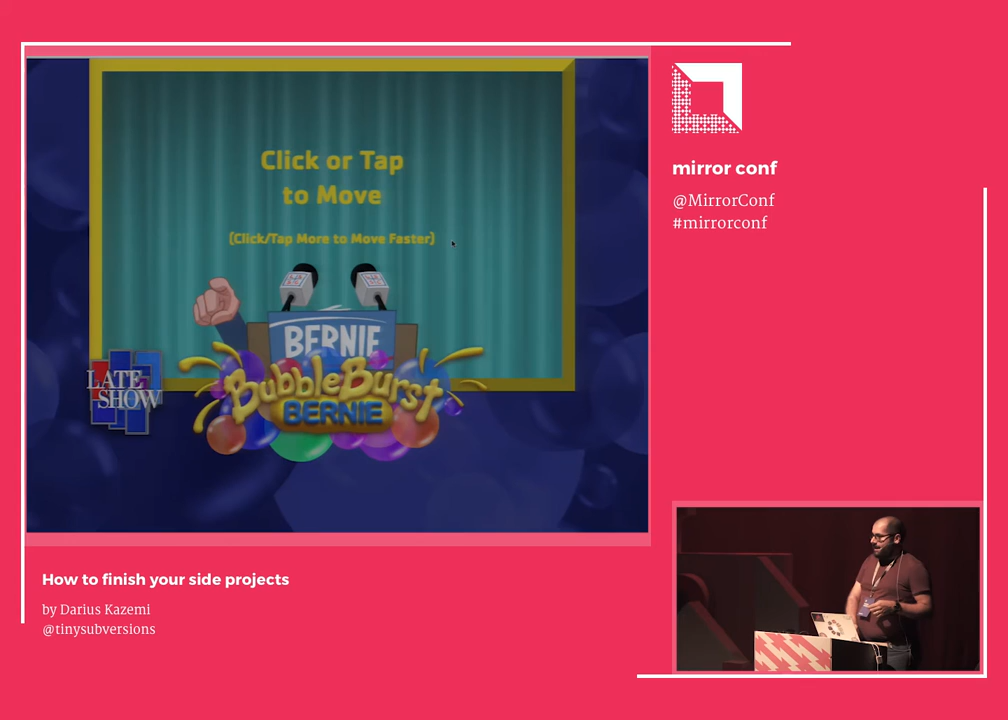 Click or Tap
to Move
(Click/Tap More to Move Faster)
BERNIE
LATE
SHOW
BubbleBurst
BERNIE
mirror conf
@MirrorConf
#mirrorconf
How to finish your side projects
by Darius Kazemi
@tinysubversions